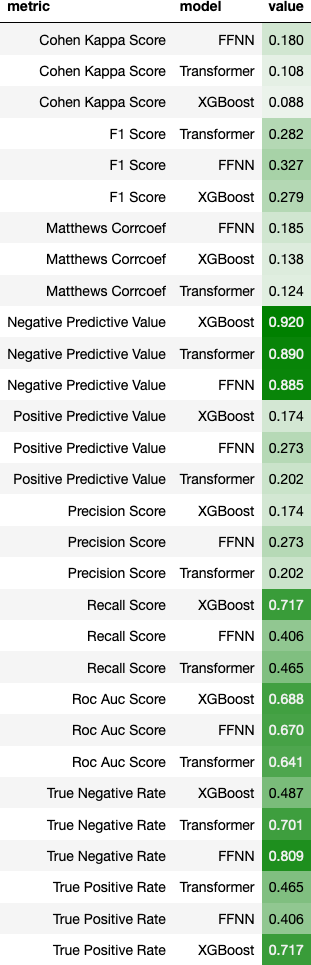 metric model value
Cohen Kappa Score FFNN 0.180
Cohen Kappa Score Transformer 0.108
Cohen Kappa Score XGBoost 0.088
F1 Score Transformer 0.282
F1 Score FFNN 0.327
F1 Score XGBoost 0.279
Matthews Corrcoef FFNN 0.185
Matthews Corrcoef XGBoost 0.138
Matthews Corrcoef Transformer 0.124
Negative Predictive Value XGBoost 0.920
Negative Predictive Value Transformer 0.890
Negative Predictive Value FFNN 0.885
Positive Predictive Value XGBoost 0.174
Positive Predictive Value FFNN 0.273
Positive Predictive Value Transformer 0.202
Precision Score XGBoost 0.174
Precision Score FFNN 0.273
Precision Score Transformer 0.202
Recall Score XGBoost 0.717
Recall Score FFNN 0.406
Recall Score Transformer 0.465
Roc Auc Score XGBoost 0.688
Roc Auc Score FFNN 0.670
Roc Auc Score Transformer 0.641
True Negative Rate XGBoost 0.487
True Negative Rate Transformer 0.701
True Negative Rate FFNN 0.809
True Positive Rate Transformer 0.465
True Positive Rate FFNN 0.406
True Positive Rate XGBoost 0.717